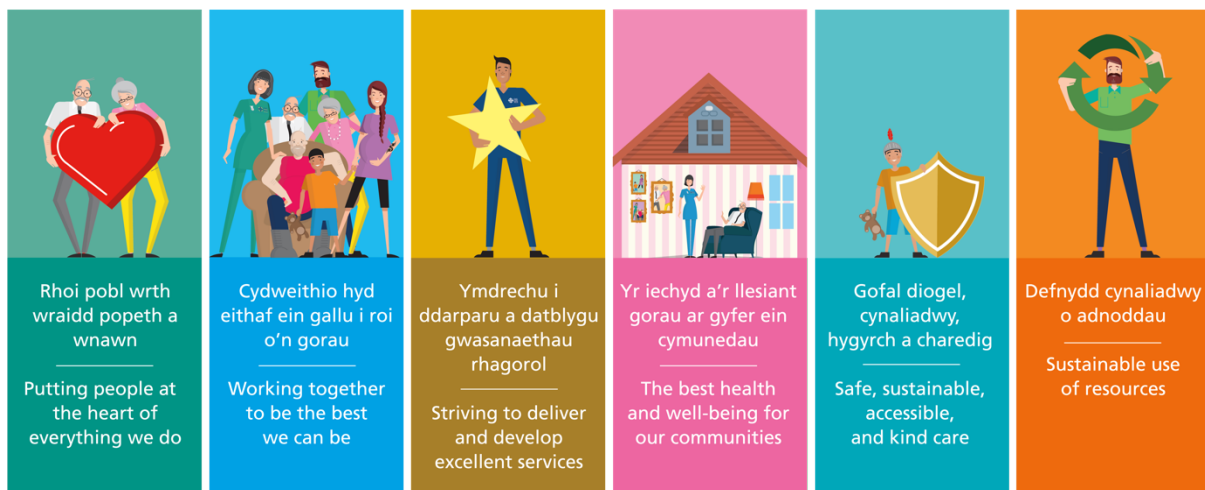 Rhoi pobl wrth
wraidd popeth a
wnawn
Putting people at
the heart of
everything we do
Cydweithio hyd
eithaf ein gallu i roi
o'n gorau
Working together
to be the best
we can be
Ymdrechu i
ddarparu a datblygu
gwasanaethau
rhagorol
Striving to deliver
and develop
excellent services
Yr iechyd a'r llesiant
gorau ar gyfer ein
cymunedau
The best health
and well-being for
our communities
Gofal diogel,
cynaliadwy,
hygyrch a charedig
Safe, sustainable,
accessible,
and kind care
Defnydd cynaliadwy
o adnoddau
Sustainable use
of resources